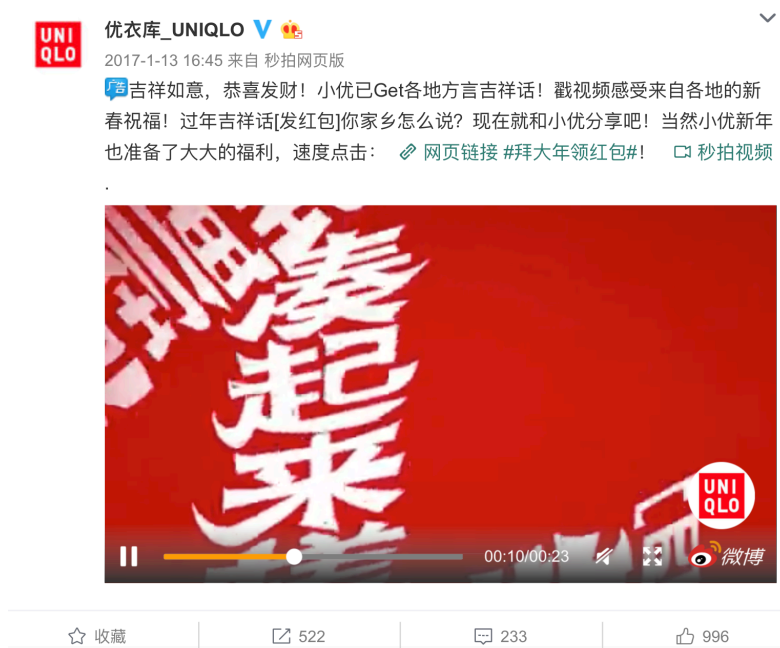 UNI
QLO
优衣库_UNIQLO
2017-1-13 16:45 来自 秒拍网页版
广告吉祥如意，恭喜发财！小优已Get各地方言吉祥话！戳视频感受来自各地的新
春祝福！过年吉祥话[发红包]你家乡怎么说？现在就和小优分享吧！当然小优新年
也准备了大大的福利，速度点击： 网页链接 #拜大年领红包#！ 秒拍视频
.
凑
起
来
UNI
QLO
00:10/00:23
微博
收藏
522
233
996